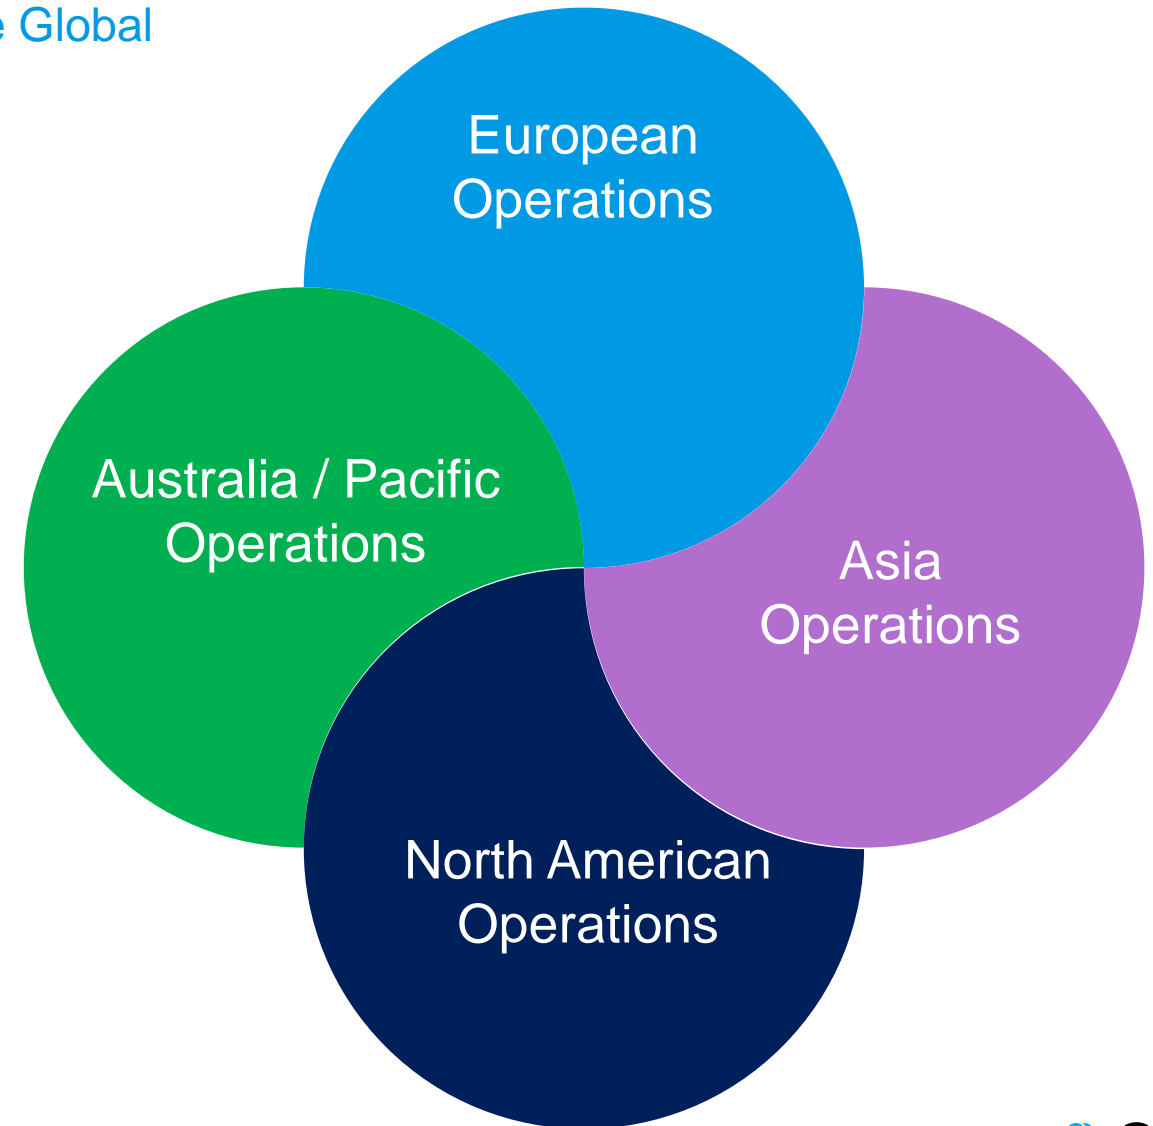 e Global
European
Operations
Australia / Pacific
Operations
Asia
Operations
North American
Operations